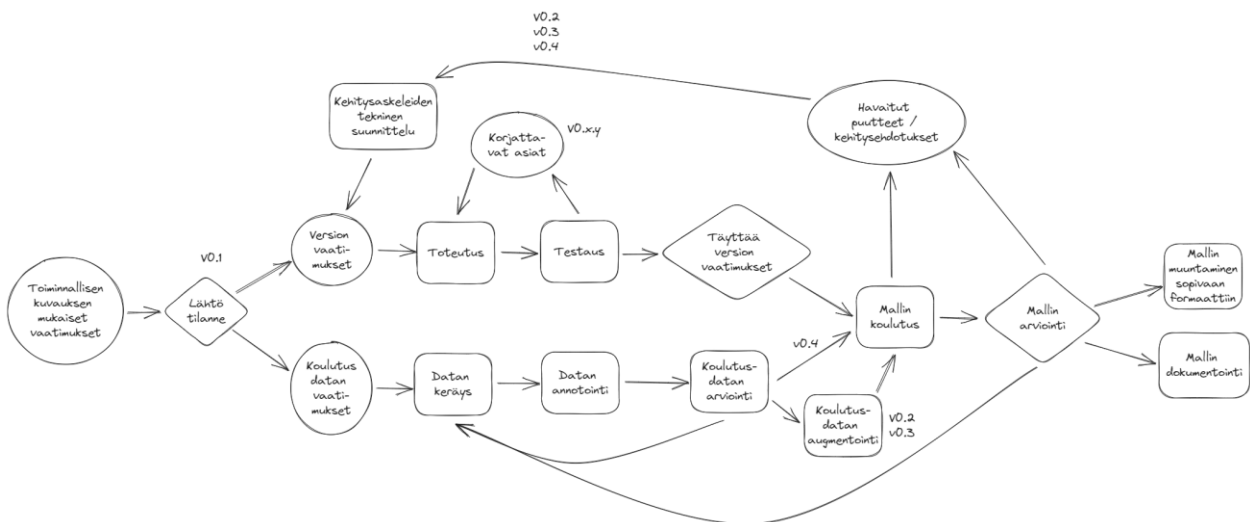 v0.2
v0.3
v0.4
Kehitysaskeleiden
tekninen
suunnittelu
Korjatta-
vat asiat
v0.x.y
Havaitut
puutteet /
kehitysehdotukset
v0.1
Version
vaati-
mukset
Toteutus
Testaus
Täyttää
version
vaatimukset
Mallin
muuntaminen
sopivaan
formaattiin
Toiminnallisen
kuvauksen
mukaiset
vaatimukset
Lähtö
tilanne
Mallin
koulutus
Mallin
arviointi
v0.4
Koulutus
datan
vaati-
mukset
Datan
keräys
Datan
annotointi
Koulutus-
datan
arviointi
Mallin
dokumentointi
Koulutus-
datan
augmentointi
v0.2
v0.3